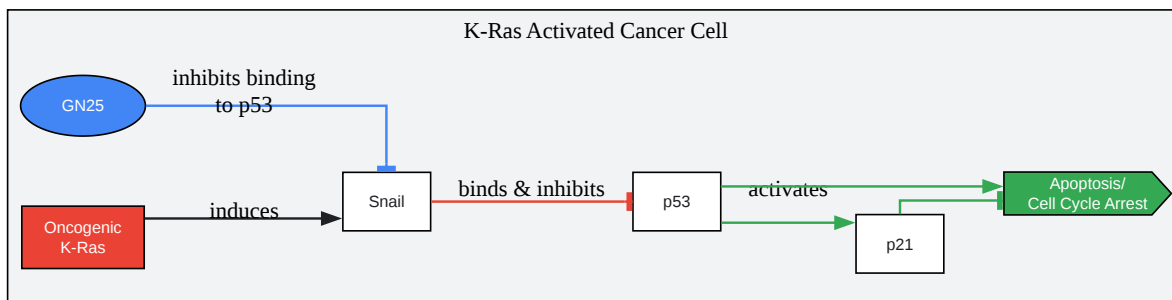 K-Ras Activated Cancer Cell
inhibits binding
to p53
GN25
Snail
binds & inhibits
p53
activates
Apoptosis/
Cell Cycle Arrest
induces
Oncogenic
K-Ras
p21